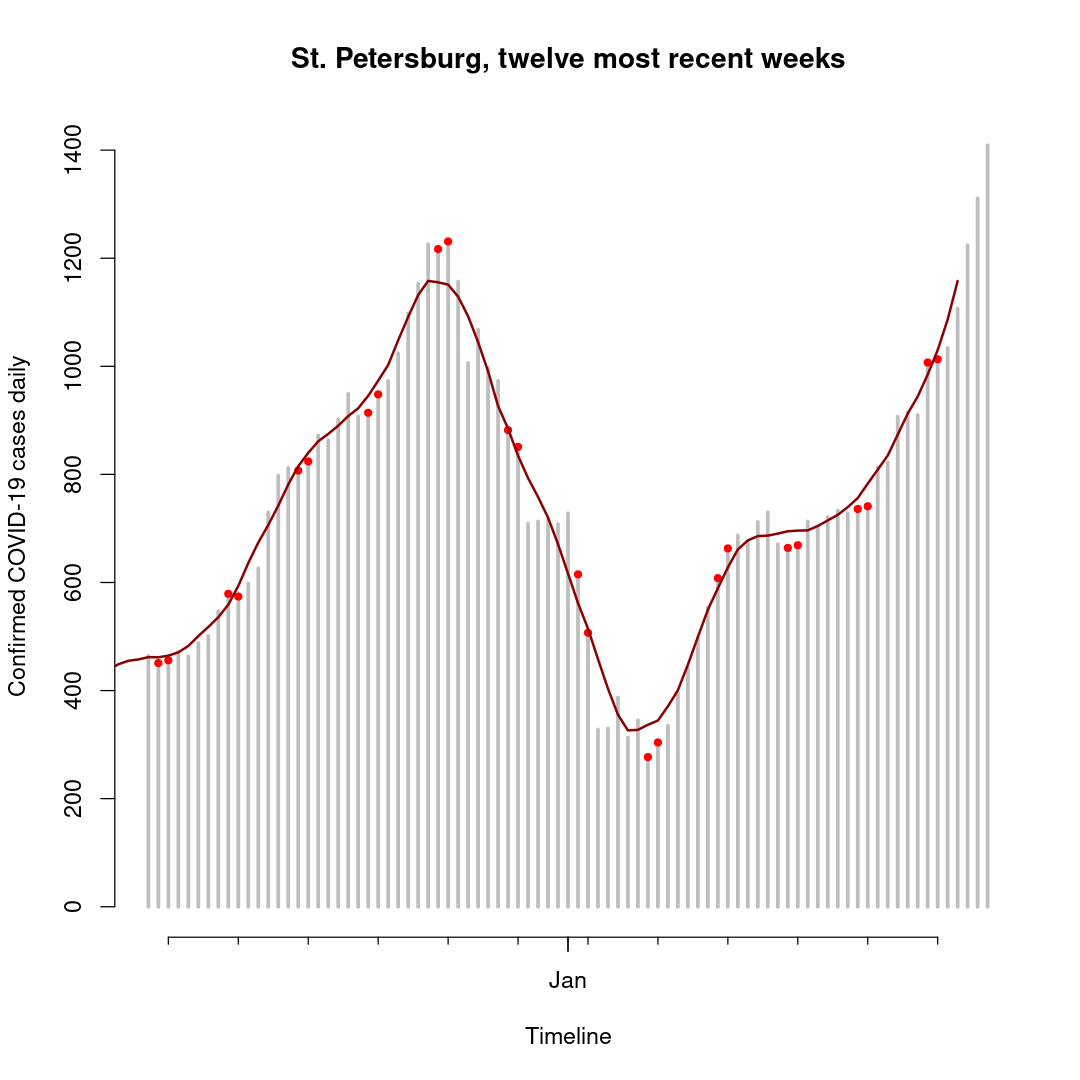 St. Petersburg, twelve most recent weeks
Confirmed COVID-19 cases daily
1400
1200
1000
800
600
400
200
0
Jan
Timeline